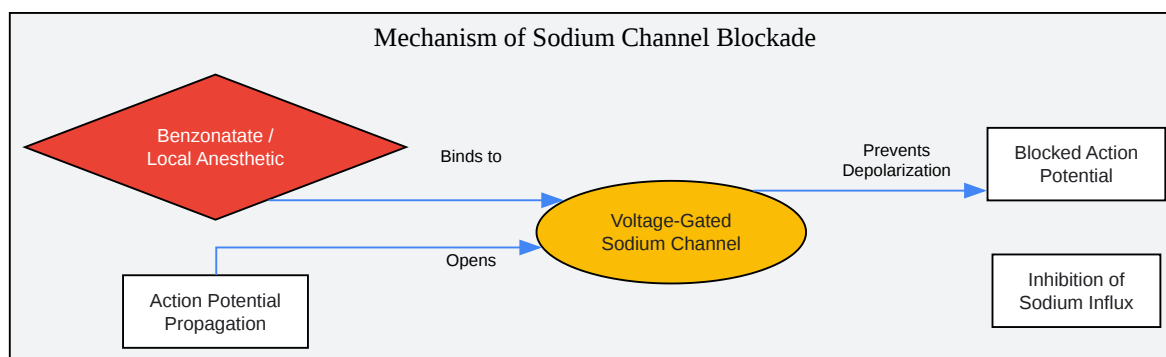 Mechanism of Sodium Channel Blockade
Benzonatate /
Local Anesthetic
Binds to
Prevents
Depolarization
Blocked Action
Potential
Voltage-Gated
Sodium Channel
Opens
Action Potential
Propagation
Inhibition of
Sodium Influx